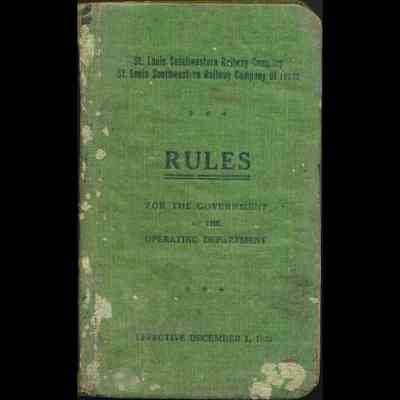 St. Louis Southwestern Railway Company
St. Louis Southwestern Railway Company of Texas
RULES
FOR THE GOVERNMENT
OF THE
OPERATING DEPARTMENT
EFFECTIVE DECEMBER 1,